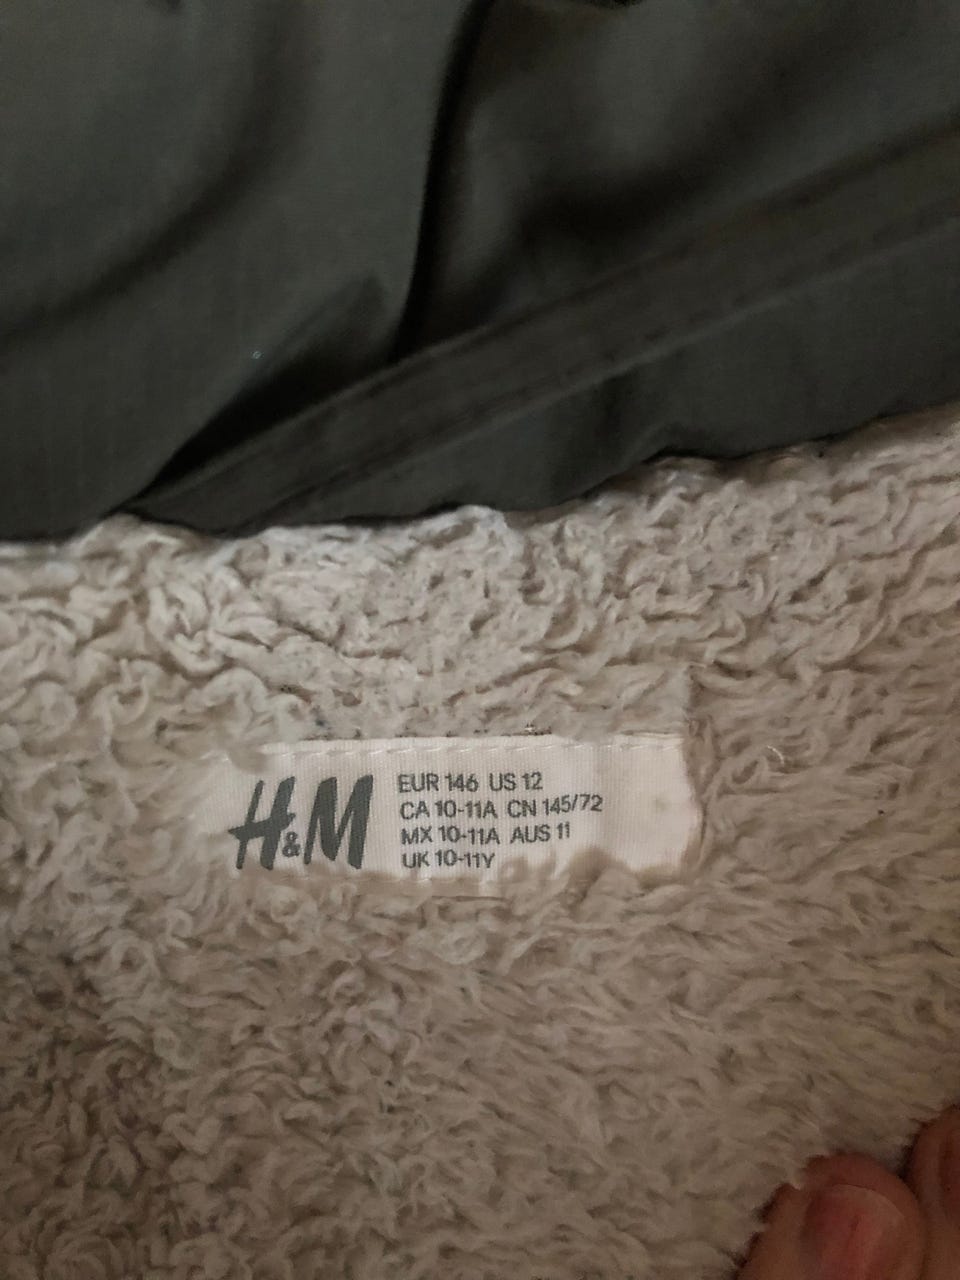 H&M
EUR 146 US 12
CA 10-11A CN 145/72
MX 10-11A AUS 11
UK 10-11Y